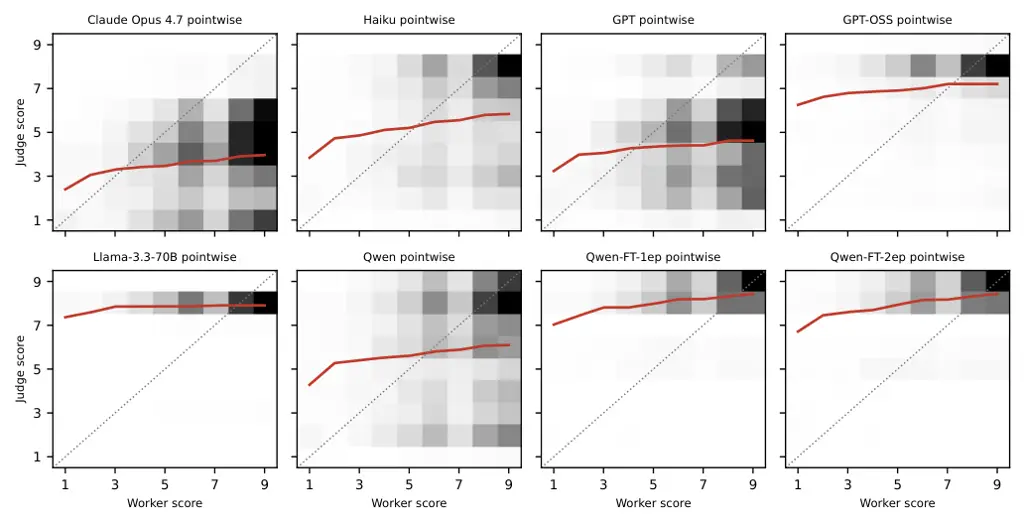 Claude Opus 4.7 pointwise
Haiku pointwise
GPT pointwise
GPT-OSS pointwise
9
7
5
3
1
Judge score
Llama-3.3-70B pointwise
Qwen pointwise
Qwen-FT-1ep pointwise
Qwen-FT-2ep pointwise
9
7
5
3
1
Judge score
1 3 5 7 9
1 3 5 7 9
1 3 5 7 9
1 3 5 7 9
Worker score
Worker score
Worker score
Worker score